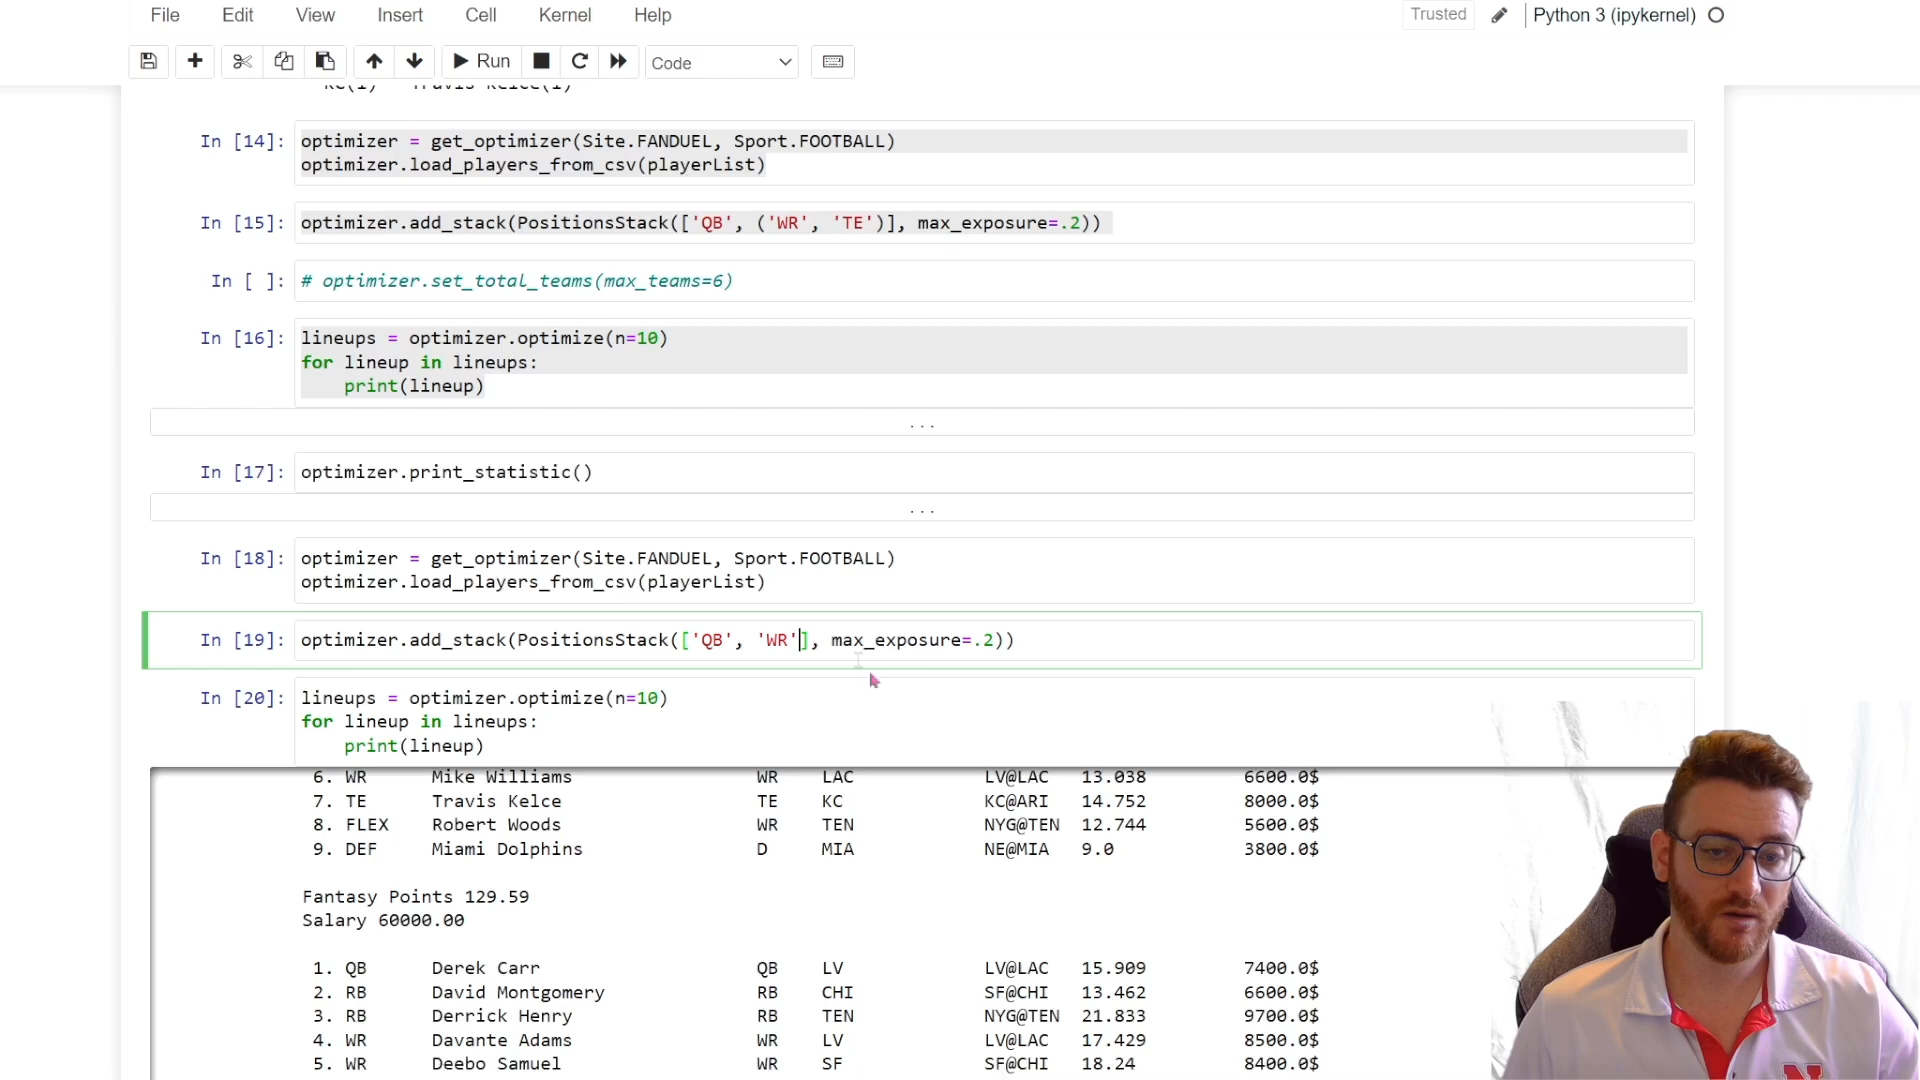 File Edit View Insert Cell Kernel Help Trusted Python 3 (ipykernel)
Run Code
In [14]: optimizer = get_optimizer(Site.FANDUEL, Sport.FOOTBALL)
optimizer.load_players_from_csv(playerList)
In [15]: optimizer.add_stack(PositionsStack(['QB', ('WR', 'TE')], max_exposure=.2))
In [ ]: # optimizer.set_total_teams(max_teams=6)
In [16]: lineups = optimizer.optimize(n=10)
for lineup in lineups:
print(lineup)
...
In [17]: optimizer.print_statistic()
...
In [18]: optimizer = get_optimizer(Site.FANDUEL, Sport.FOOTBALL)
optimizer.load_players_from_csv(playerList)
In [19]: optimizer.add_stack(PositionsStack(['QB', 'WR'], max_exposure=.2))
In [20]: lineups = optimizer.optimize(n=10)
for lineup in lineups:
print(lineup)
6. WR Mike Williams WR LAC LV@LAC 13.038 6600.0$
7. TE Travis Kelce TE KC KC@ARI 14.752 8000.0$
8. FLEX Robert Woods WR TEN NYG@TEN 12.744 5600.0$
9. DEF Miami Dolphins D MIA NE@MIA 9.0 3800.0$
Fantasy Points 129.59
Salary 60000.00
1. QB Derek Carr QB LV LV@LAC 15.909 7400.0$
2. RB David Montgomery RB CHI SF@CHI 13.462 6600.0$
3. RB Derrick Henry RB TEN NYG@TEN 21.833 9700.0$
4. WR Davante Adams WR LV LV@LAC 17.429 8500.0$
5. WR Deebo Samuel WR SF SF@CHI 18.24 8400.0$
N